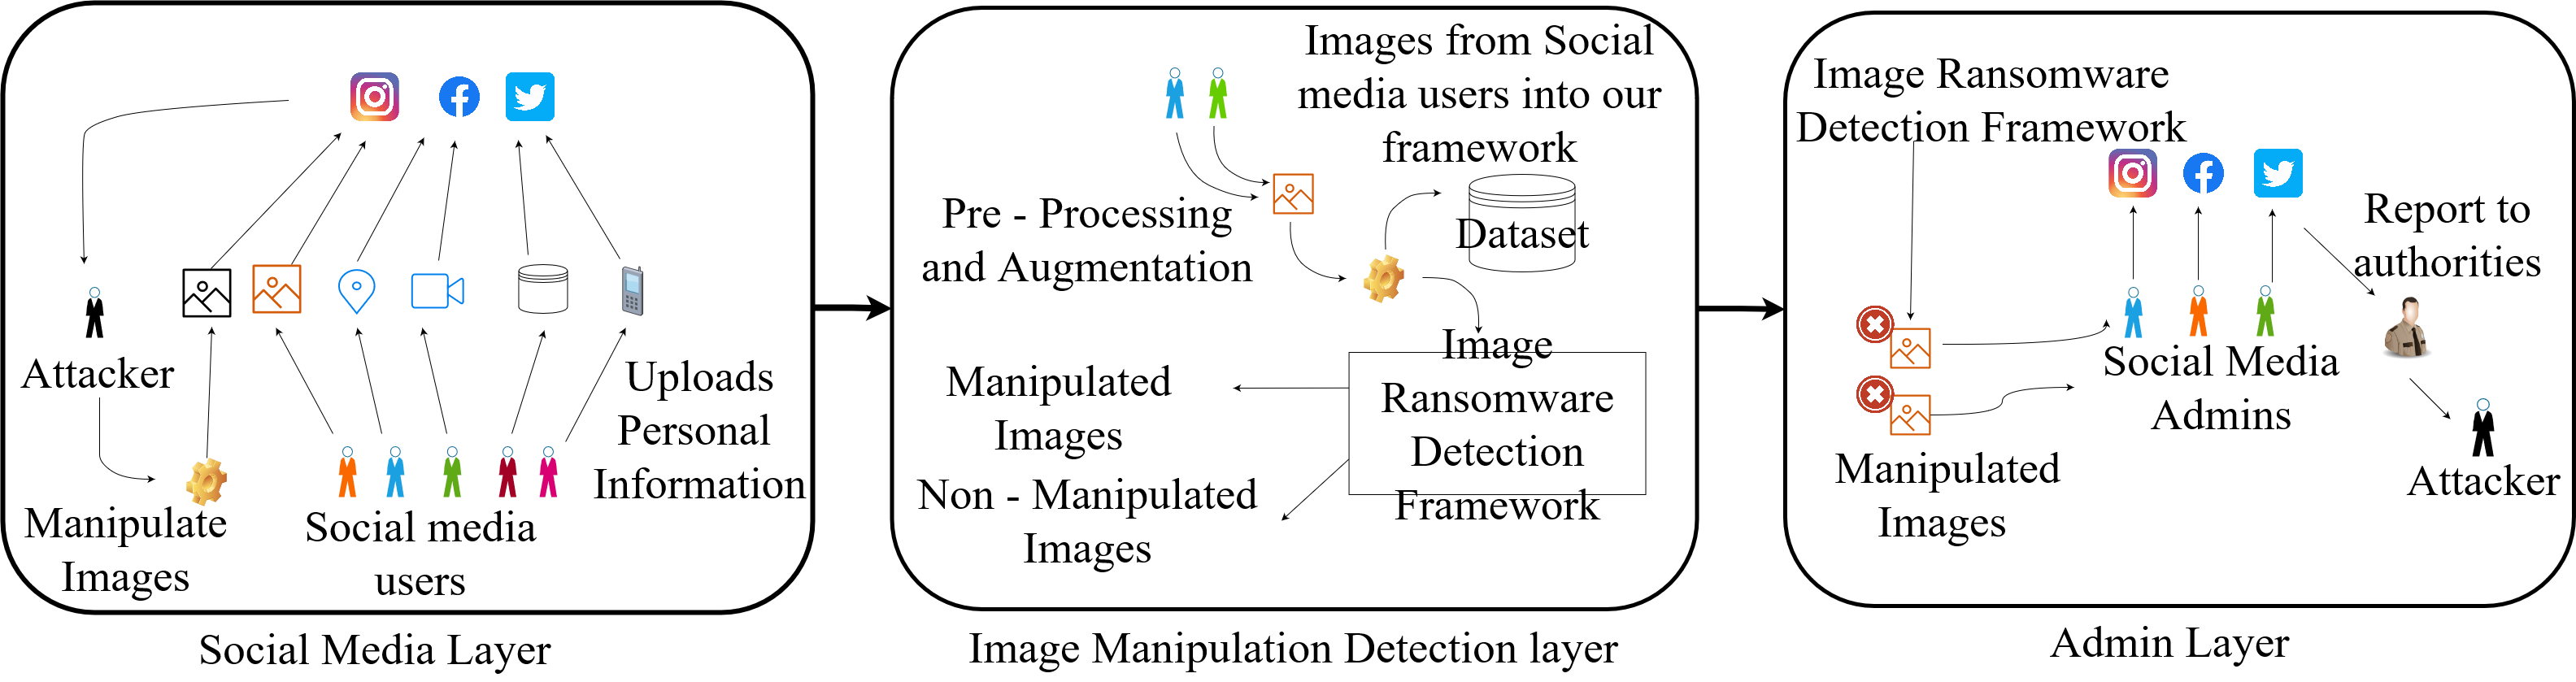 Attacker
Manipulate
Images
Social media
users
Uploads
Personal
Information
Social Media Layer
Images from Social
media users into our
framework
Pre - Processing
and Augmentation
Dataset
Image
Ransomware
Detection
Framework
Manipulated
Images
Non - Manipulated
Images
Image Manipulation Detection layer
Image Ransomware
Detection Framework
Report to
authorities
Social Media
Admins
Manipulated
Images
Attacker
Admin Layer